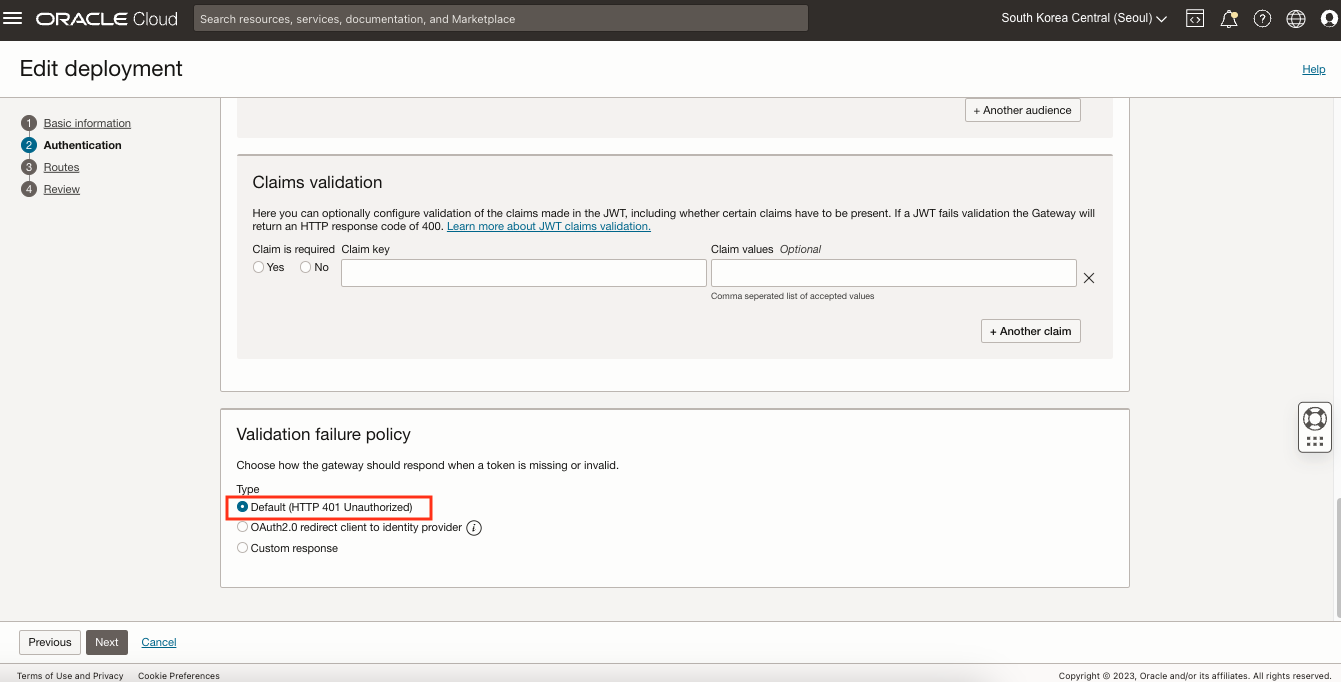 ORACLE Cloud
Search resources, services, documentation, and Marketplace
South Korea Central (Seoul)
Edit deployment
Help
1 Basic information
2 Authentication
3 Routes
4 Review
+ Another audience
Claims validation
Here you can optionally configure validation of the claims made in the JWT, including whether certain claims have to be present. If a JWT fails validation the Gateway will
return an HTTP response code of 400. Learn more about JWT claims validation.
Claim is required Claim key Claim values Optional
Yes No
Comma seperated list of accepted values
+ Another claim
Validation failure policy
Choose how the gateway should respond when a token is missing or invalid.
Type
Default (HTTP 401 Unauthorized)
OAuth2.0 redirect client to identity provider i
Custom response
Previous Next Cancel
Terms of Use and Privacy Cookie Preferences
Copyright © 2023, Oracle and/or its affiliates. All rights reserved.